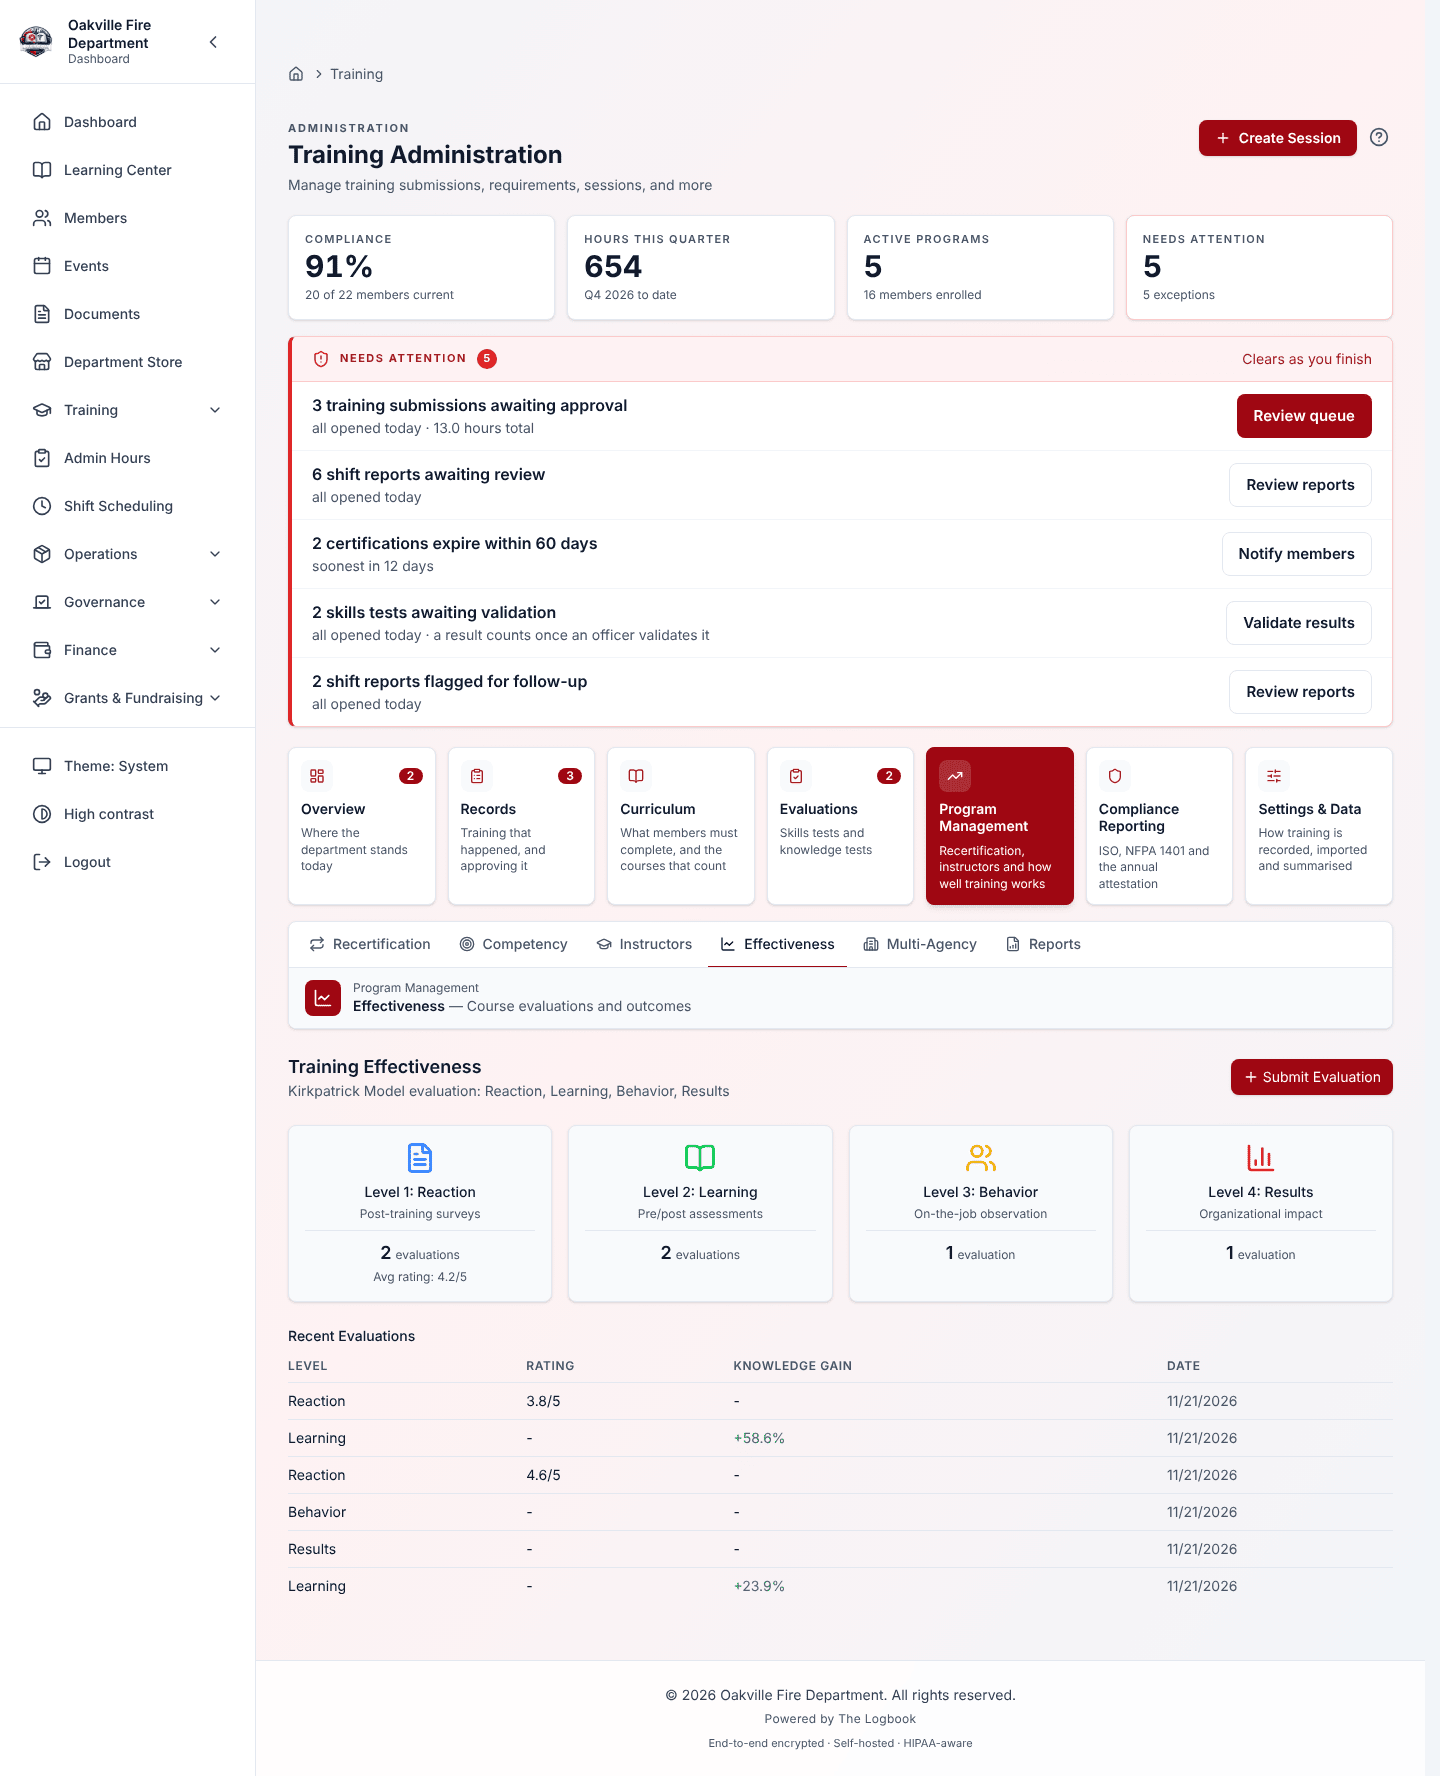 Oakville Fire
Department
Dashboard
Dashboard
Learning Center
Members
Events
Documents
Department Store
Training
Admin Hours
Shift Scheduling
Operations
Governance
Finance
Grants & Fundraising
Theme: System
High contrast
Logout
Training
ADMINISTRATION
Training Administration
Manage training submissions, requirements, sessions, and more
Create Session
COMPLIANCE
91%
20 of 22 members current
HOURS THIS QUARTER
654
Q4 2026 to date
ACTIVE PROGRAMS
5
16 members enrolled
NEEDS ATTENTION
5
5 exceptions
NEEDS ATTENTION 5
Clears as you finish
3 training submissions awaiting approval
all opened today · 13.0 hours total
Review queue
6 shift reports awaiting review
all opened today
Review reports
2 certifications expire within 60 days
soonest in 12 days
Notify members
2 skills tests awaiting validation
all opened today · a result counts once an officer validates it
Validate results
2 shift reports flagged for follow-up
all opened today
Review reports
2
Overview
Where the
department stands
today
3
Records
Training that
happened, and
approving it
Curriculum
What members must
complete, and the
courses that count
2
Evaluations
Skills tests and
knowledge tests
Program
Management
Recertification,
instructors and how
well training works
Compliance
Reporting
ISO, NFPA 1401 and
the annual
attestation
Settings & Data
How training is
recorded, imported
and summarised
Recertification
Competency
Instructors
Effectiveness
Multi-Agency
Reports
Program Management
Effectiveness — Course evaluations and outcomes
Training Effectiveness
Kirkpatrick Model evaluation: Reaction, Learning, Behavior, Results
Submit Evaluation
Level 1: Reaction
Post-training surveys
2 evaluations
Avg rating: 4.2/5
Level 2: Learning
Pre/post assessments
2 evaluations
Level 3: Behavior
On-the-job observation
1 evaluation
Level 4: Results
Organizational impact
1 evaluation
Recent Evaluations
LEVEL RATING KNOWLEDGE GAIN DATE
Reaction 3.8/5 - 11/21/2026
Learning - +58.6% 11/21/2026
Reaction 4.6/5 - 11/21/2026
Behavior - - 11/21/2026
Results - - 11/21/2026
Learning - +23.9% 11/21/2026
© 2026 Oakville Fire Department. All rights reserved.
Powered by The Logbook
End-to-end encrypted · Self-hosted · HIPAA-aware